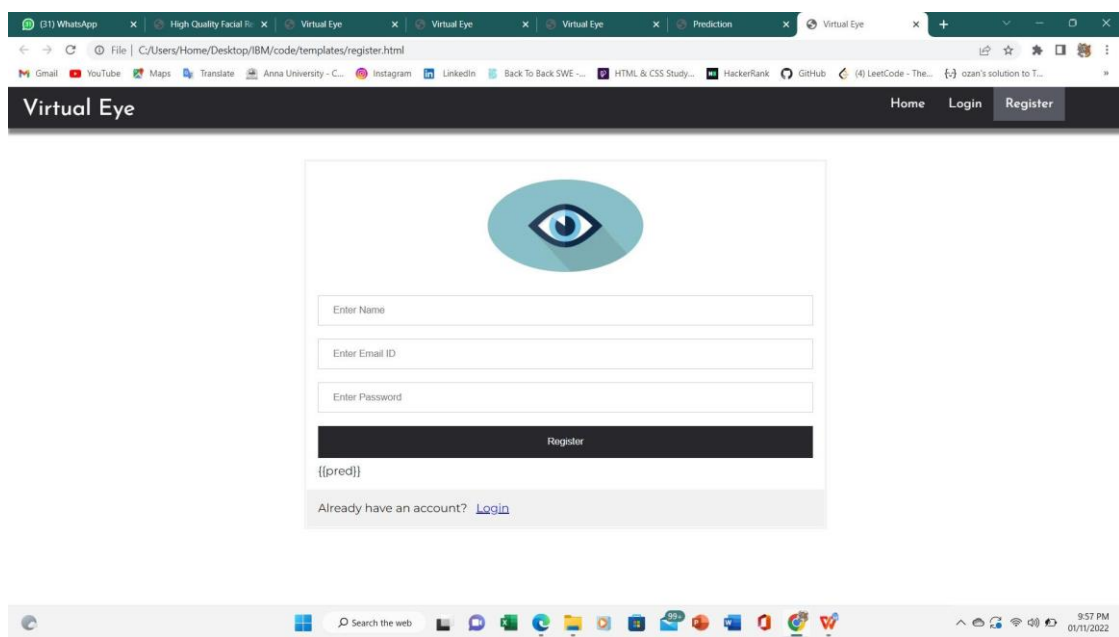 (31) WhatsApp High Quality Facial Re Virtual Eye Virtual Eye Virtual Eye Prediction Virtual Eye
File C:/Users/Home/Desktop/IBM/code/templates/register.html
Gmail YouTube Maps Translate Anna University - C... Instagram LinkedIn Back To Back SWE -... HTML & CSS Study... HackerRank GitHub (4) LeetCode - The... ozan's solution to T... »
Virtual Eye Home Login Register
Enter Name
Enter Email ID
Enter Password
Register
{{pred}}
Already have an account? Login
Search the web 99+ 9:57 PM
01/11/2022